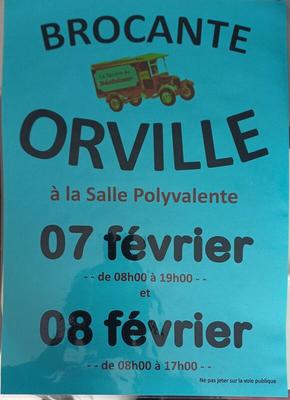 BROCANTE
ORVILLE
à la Salle Polyvalente
07 février
- - de 08h00 à 19h00 - -
et
08 février
- - de 08h00 à 17h00 - -
Ne pas jeter sur la voie publique